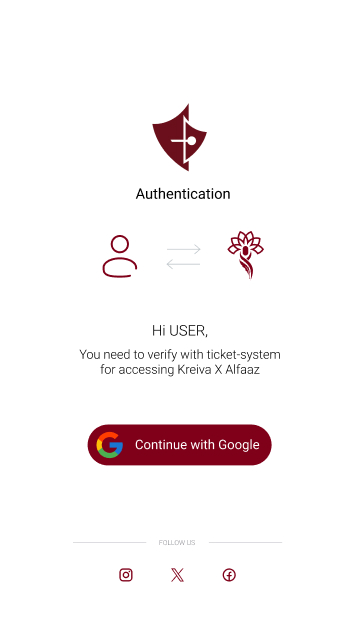 Authentication
Hi USER,
You need to verify with ticket-system
for accessing Kreiva X Alfaaz
Continue with Google
FOLLOW US